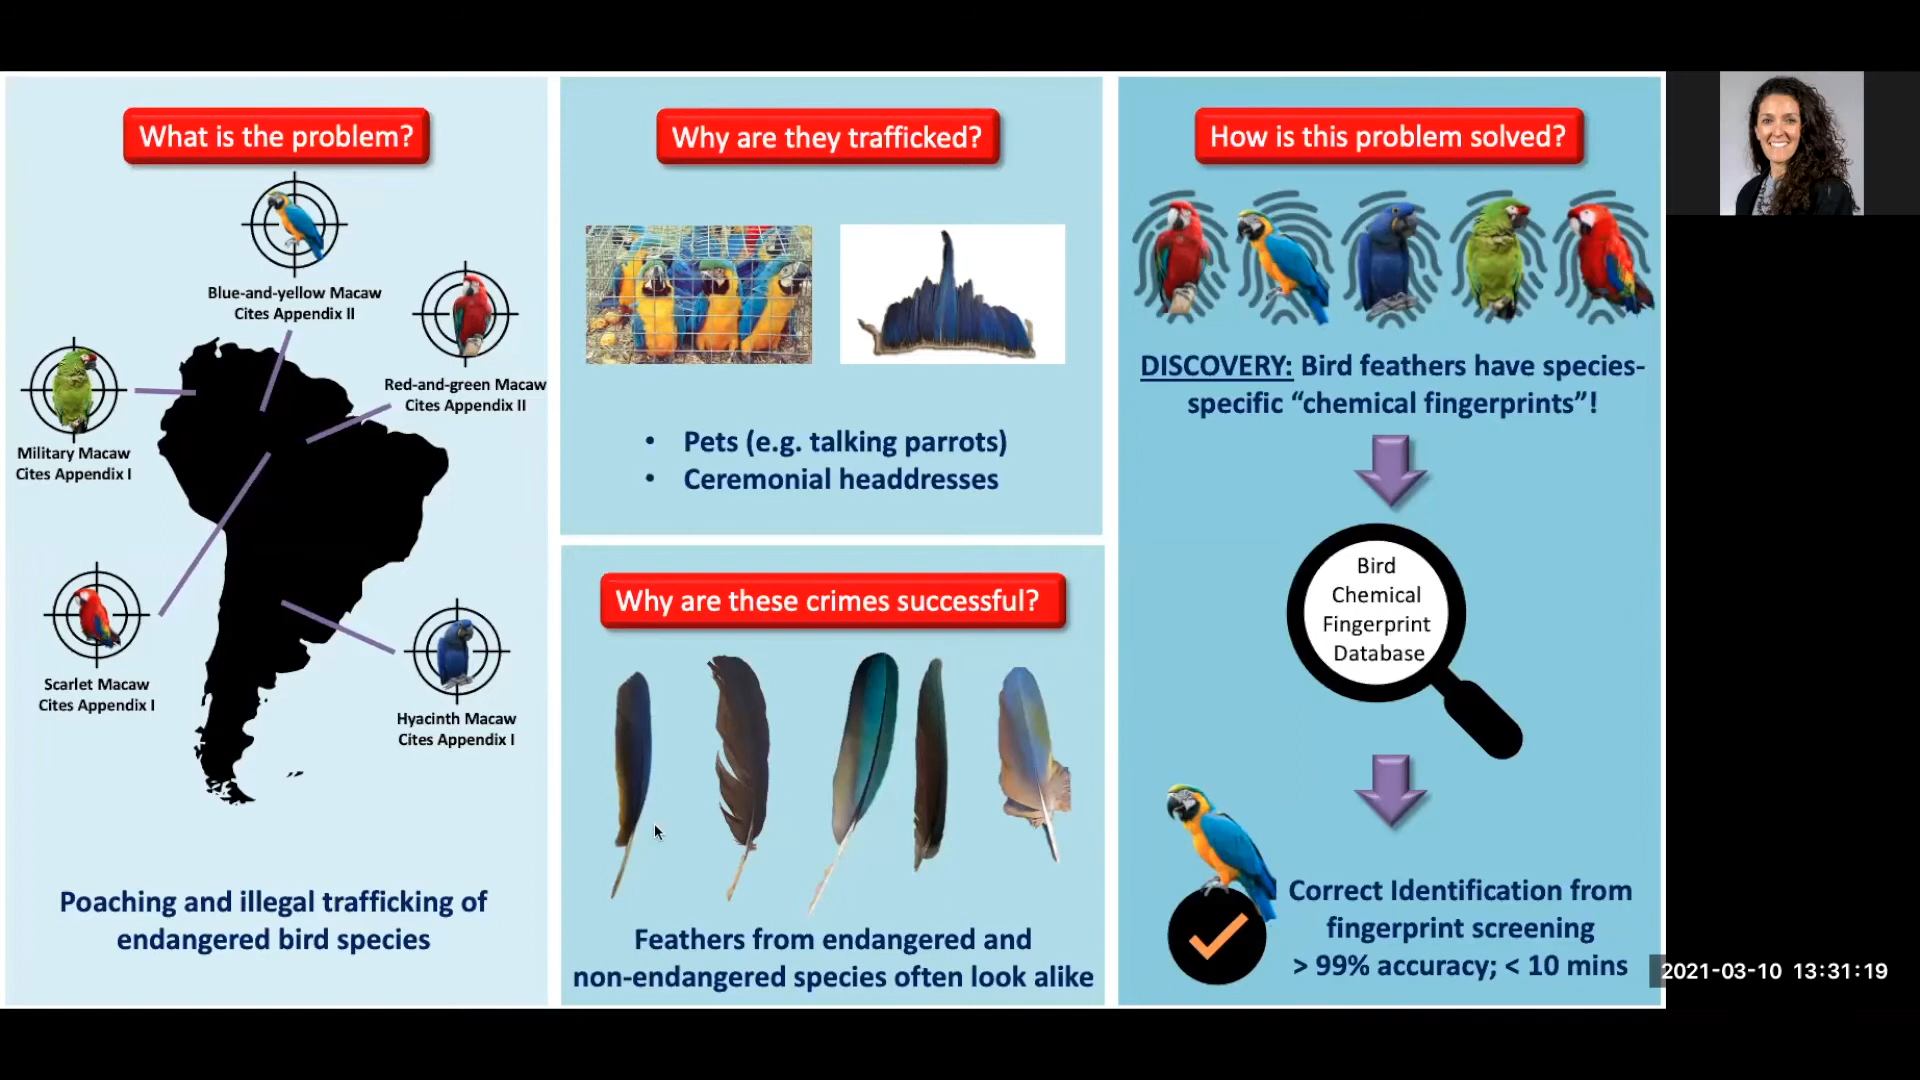 What is the problem?
Blue-and-yellow Macaw
Cites Appendix II
Red-and-green Macaw
Cites Appendix II
Military Macaw
Cites Appendix I
Scarlet Macaw
Cites Appendix I
Hyacinth Macaw
Cites Appendix I
Poaching and illegal trafficking of
endangered bird species
Why are they trafficked?
• Pets (e.g. talking parrots)
• Ceremonial headdresses
Why are these crimes successful?
Feathers from endangered and
non-endangered species often look alike
How is this problem solved?
DISCOVERY: Bird feathers have species-
specific “chemical fingerprints”!
Bird
Chemical
Fingerprint
Database
Correct Identification from
fingerprint screening
> 99% accuracy; < 10 mins
2021-03-10 13:31:19